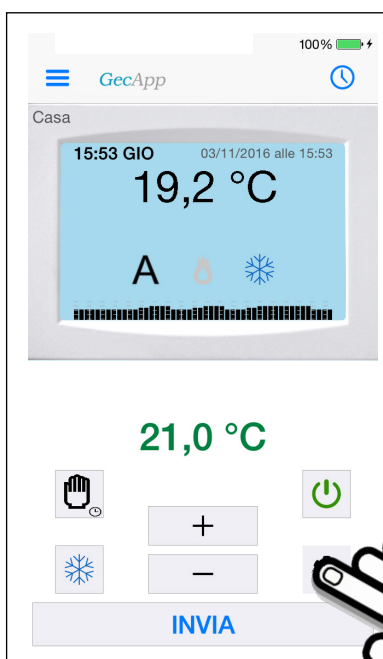 100%
GecApp
Casa
15:53 GIO 03/11/2016 alle 15:53
19,2 °C
A
21,0 °C
+
–
INVIA